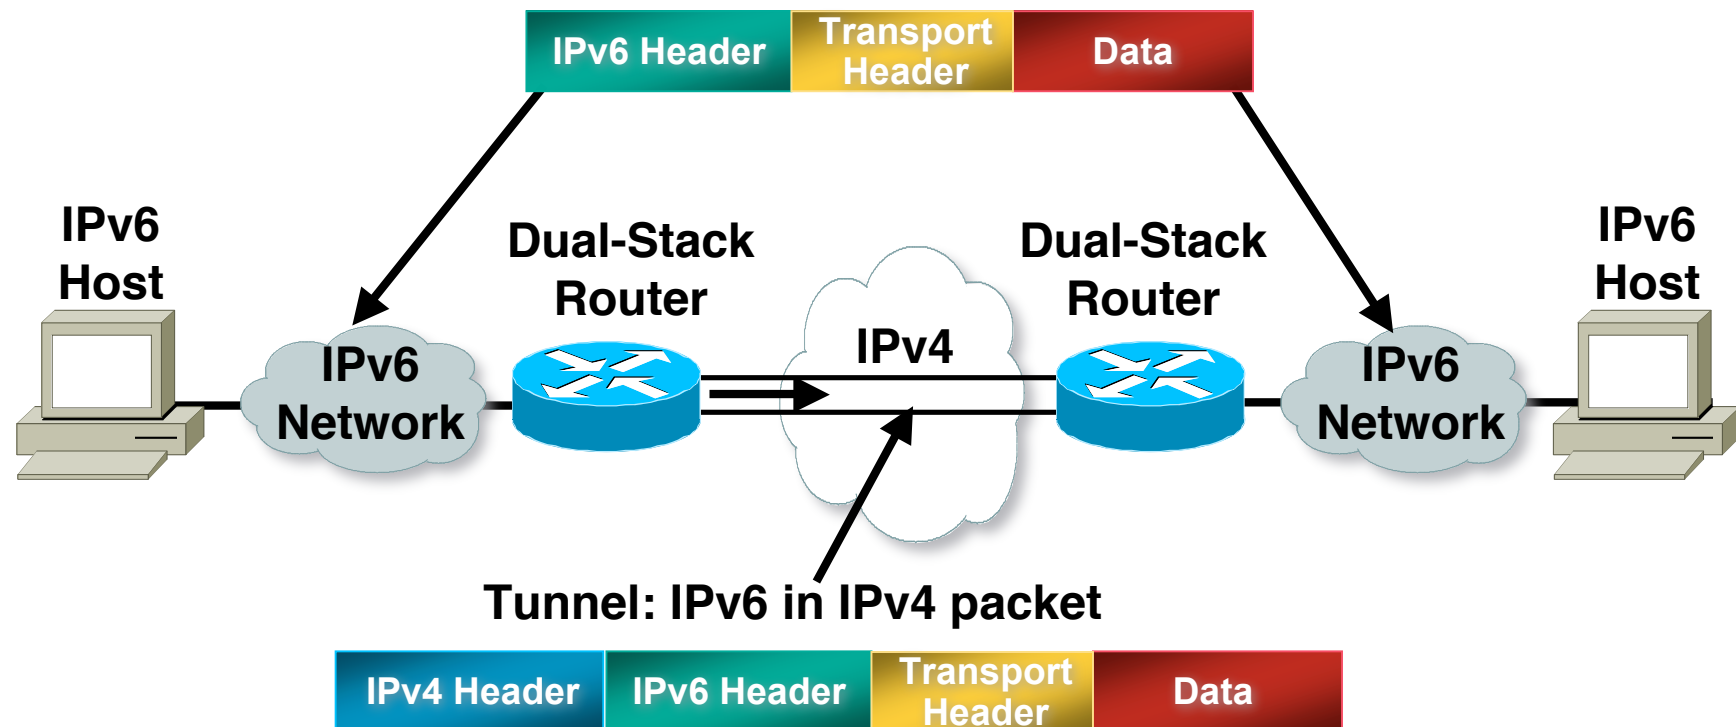 IPv6 Header
Transport
Header
Data
IPv6
Host
Dual-Stack
Router
Dual-Stack
Router
IPv6
Host
IPv6
Network
IPv4
IPv6
Network
Tunnel: IPv6 in IPv4 packet
IPv4 Header
IPv6 Header
Transport
Header
Data